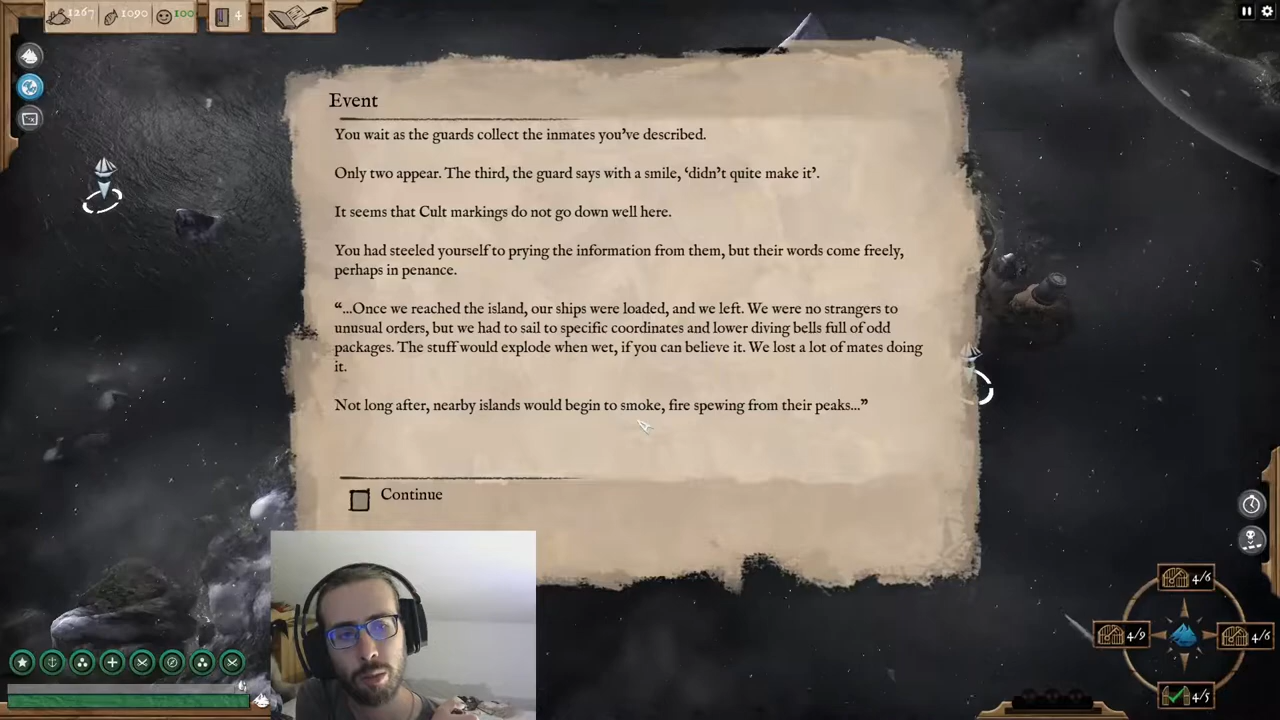 1267 1090 100 4
Event
You wait as the guards collect the inmates you've described.
Only two appear. The third, the guard says with a smile, 'didn't quite make it'.
It seems that Cult markings do not go down well here.
You had steeled yourself to prying the information from them, but their words come freely,
perhaps in penance.
"...Once we reached the island, our ships were loaded, and we left. We were no strangers to
unusual orders, but we had to sail to specific coordinates and lower diving bells full of odd
packages. The stuff would explode when wet, if you can believe it. We lost a lot of mates doing
it.
Not long after, nearby islands would begin to smoke, fire spewing from their peaks..."
Continue
4/6
4/9
4/6
4/5